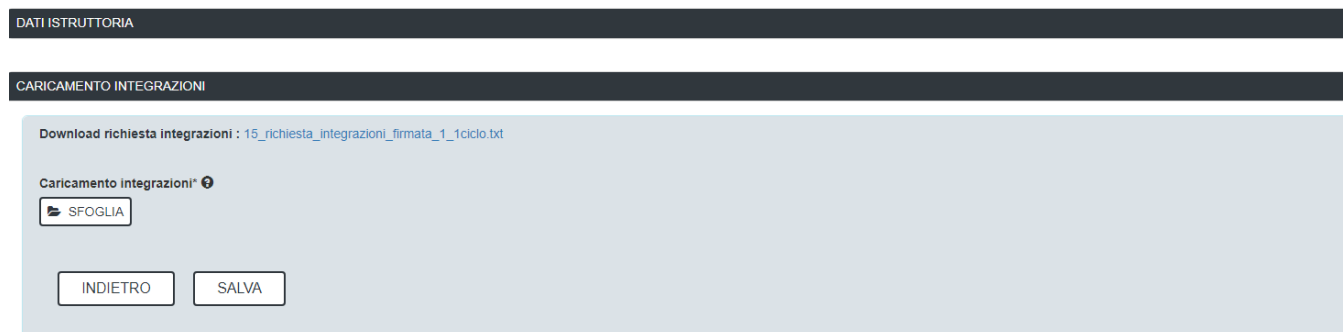 DATI ISTRUTTORIA
CARICAMENTO INTEGRAZIONI
Download richiesta integrazioni : 15_richiesta_integrazioni_firmata_1_1ciclo.txt
Caricamento integrazioni*
SFOGLIA
INDIETRO SALVA